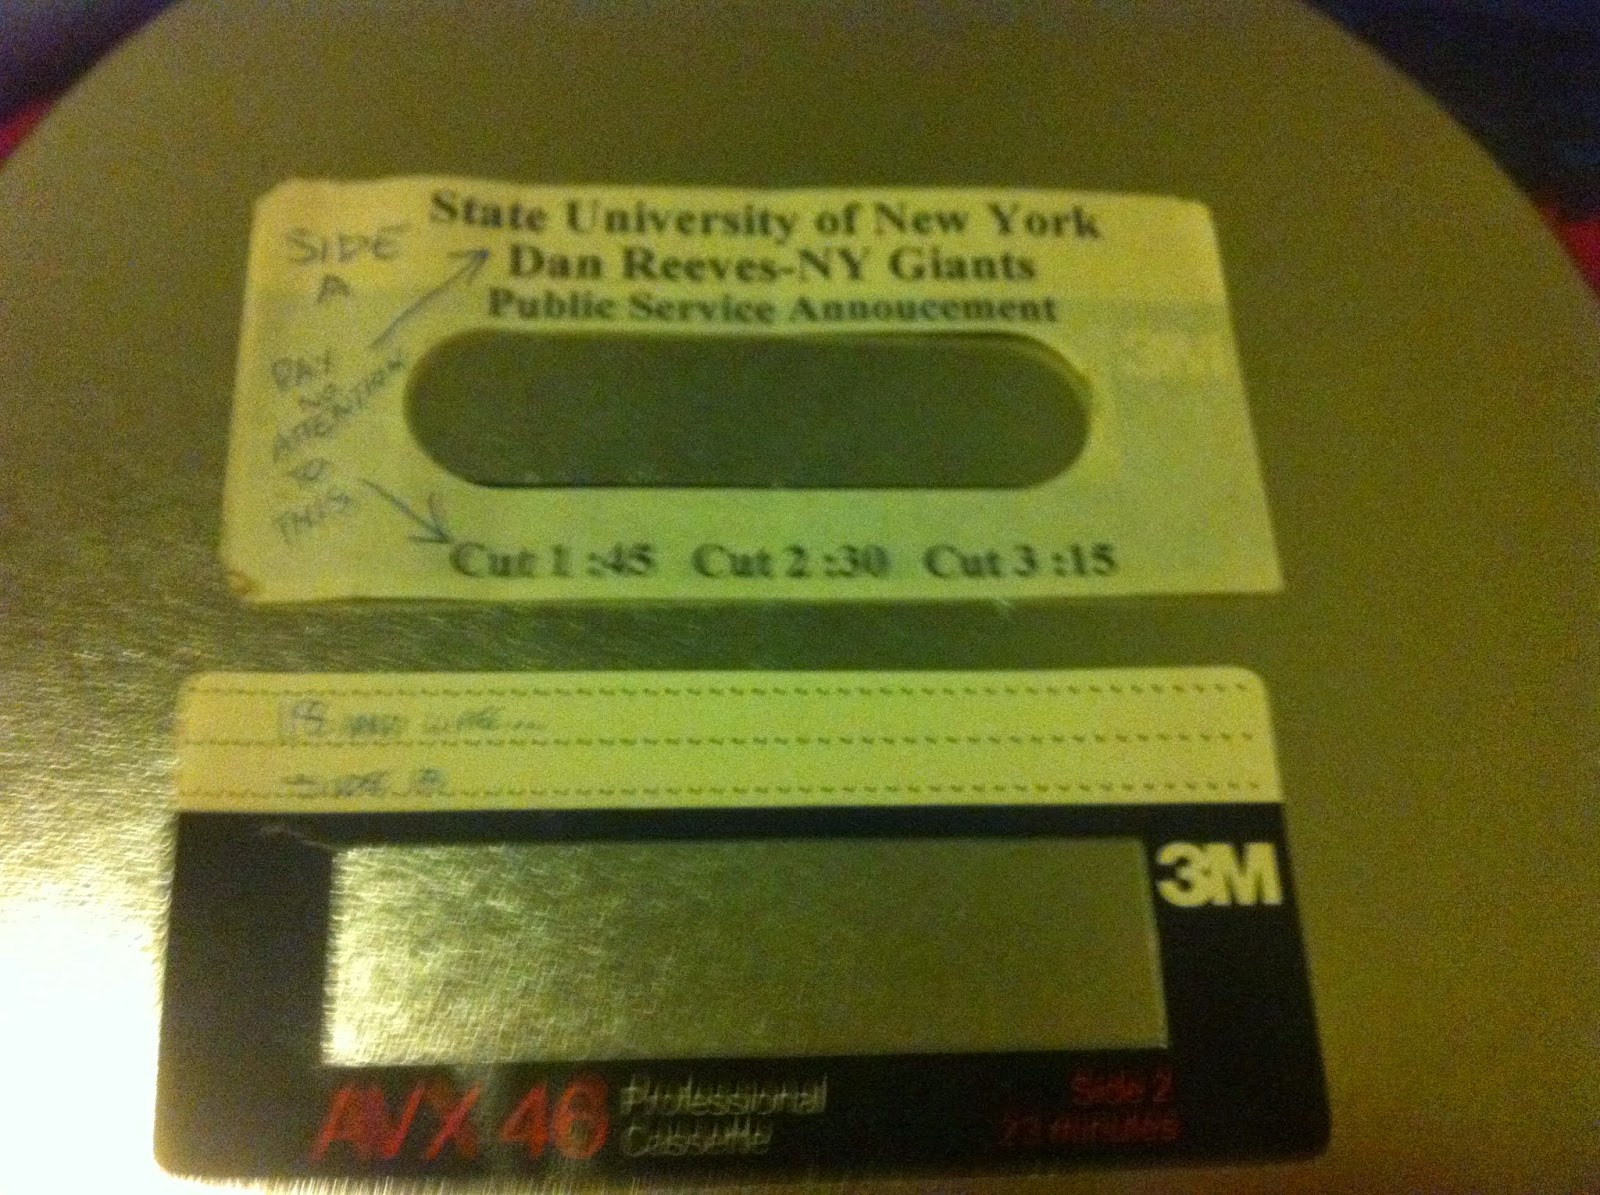 State University of New York
Dan Reeves-NY Giants
Public Service Annoucement
SIDE
A
PAY
NO
ATTENTION
TO
THIS
Cut 1 :45 Cut 2 :30 Cut 3 :15
3M
AVX 46 Professional
Cassette
Side 2
23 minutes